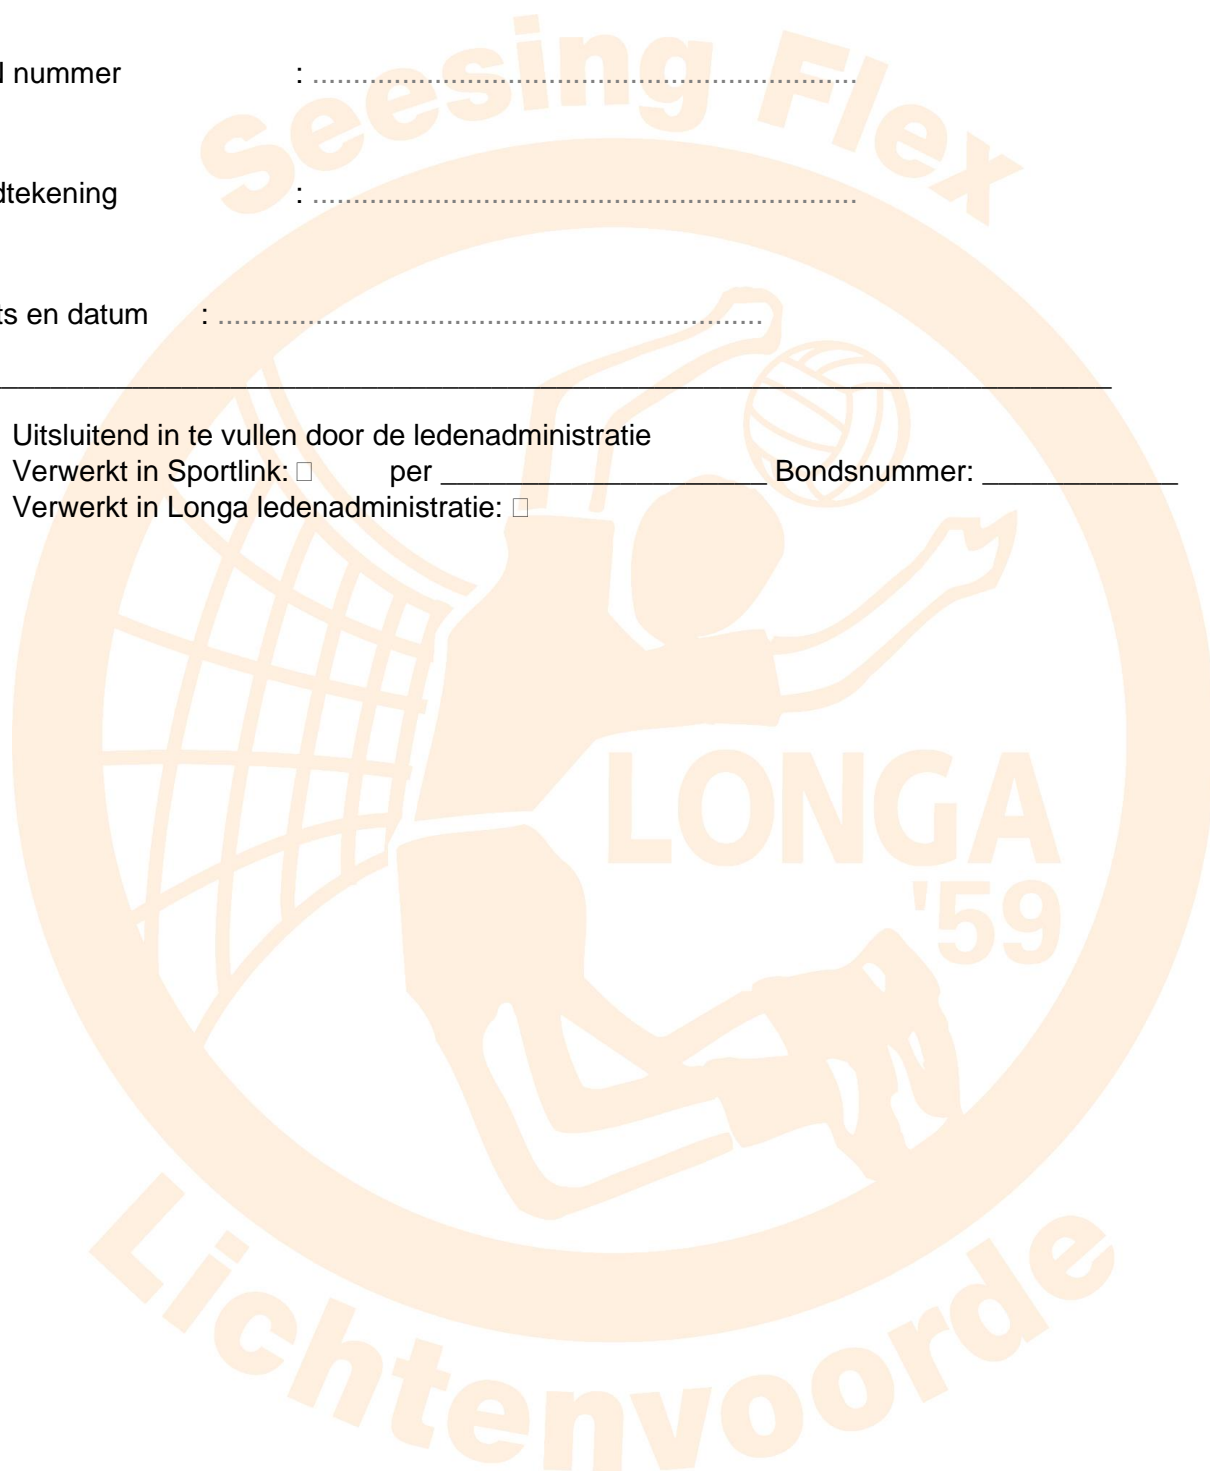 Seesing Flex
nummer : ....................................................................
dtekening : ....................................................................
ts en datum : ....................................................................
Uitsluitend in te vullen door de ledenadministratie
Verwerkt in Sportlink: □ per ____________________ Bondsnummer: ____________
Verwerkt in Longa ledenadministratie: □
LONGA
'59
Lichtenvoorde